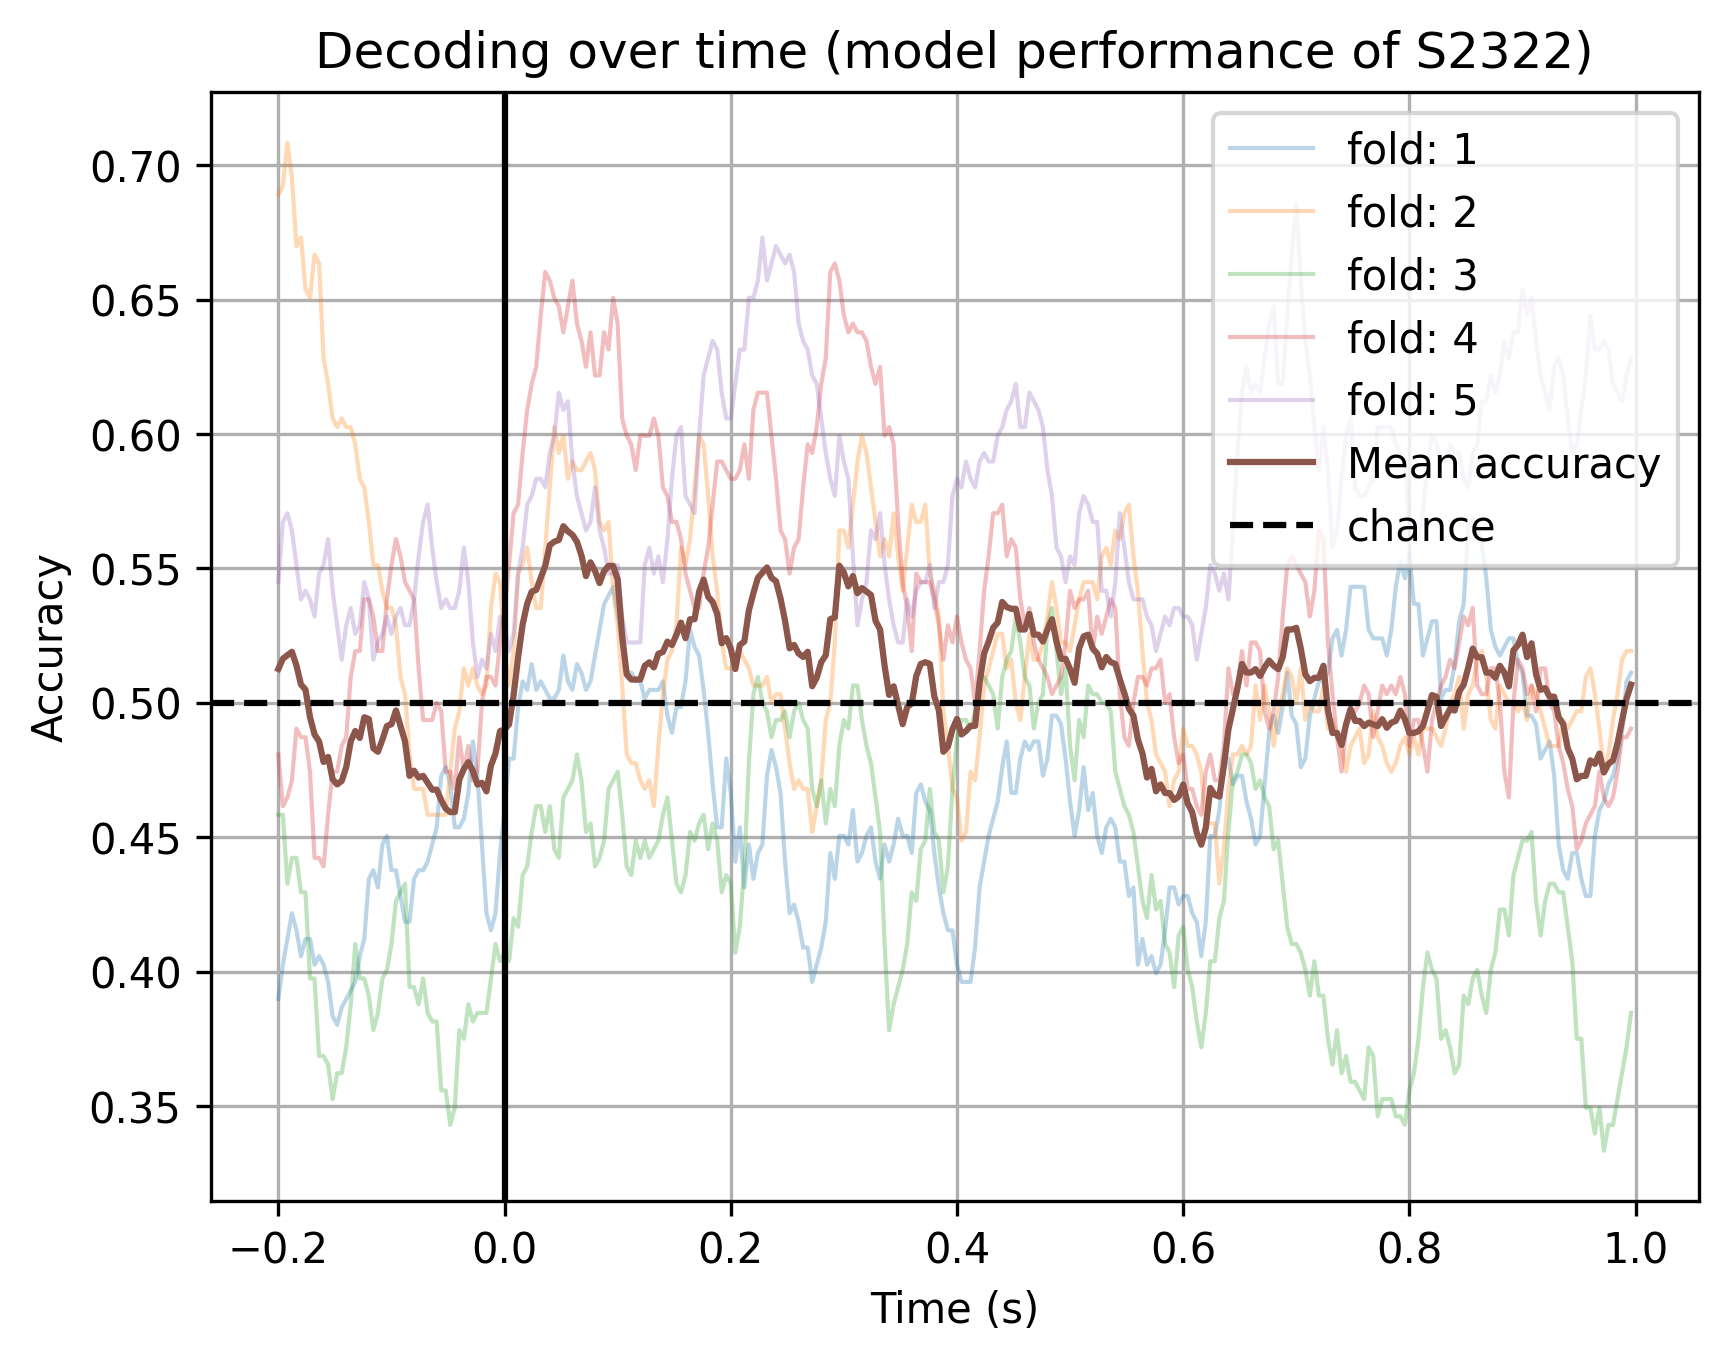 Decoding over time (model performance of S2322)
Accuracy
0.70
0.65
0.60
0.55
0.50
0.45
0.40
0.35
fold: 1
fold: 2
fold: 3
fold: 4
fold: 5
Mean accuracy
chance
−0.2
0.0
0.2
0.4
0.6
0.8
1.0
Time (s)